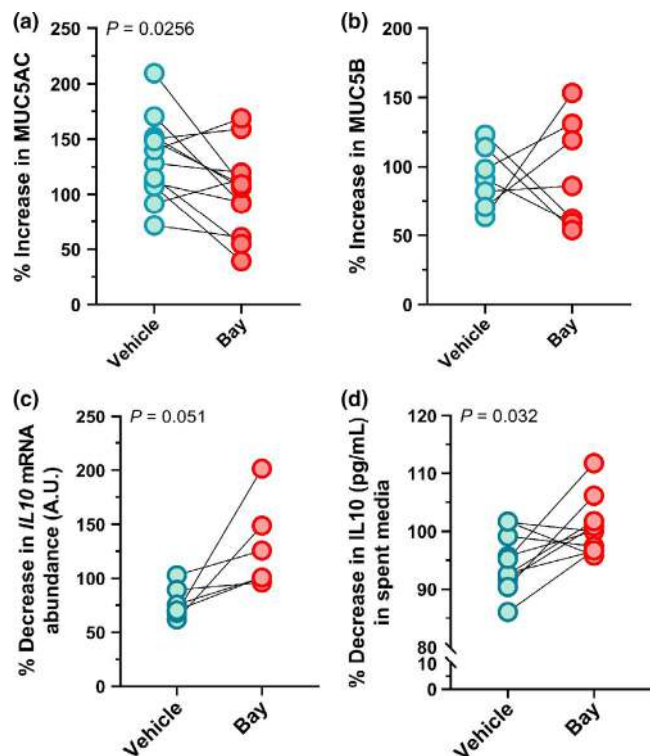 (a)
P = 0.0256
% Increase in MUC5AC
250
200
150
100
50
0
Vehicle
Bay
(b)
% Increase in MUC5B
200
150
100
50
0
Vehicle
Bay
(c)
P = 0.051
% Decrease in IL10 mRNA
abundance (A.U.)
250
200
150
100
50
0
Vehicle
Bay
(d)
P = 0.032
% Decrease in IL10 (pg/mL)
in spent media
120
110
100
90
80
10
0
Vehicle
Bay